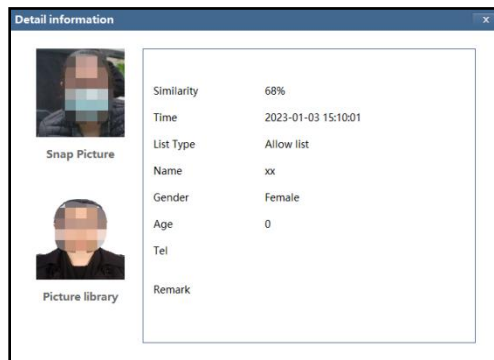 Detail information
x
Snap Picture
Picture library
Similarity 68%
Time 2023-01-03 15:10:01
List Type Allow list
Name xx
Gender Female
Age 0
Tel
Remark